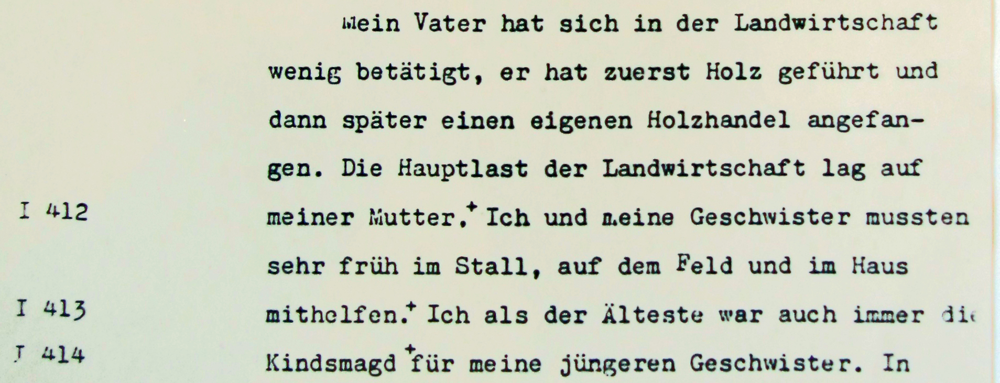 Mein Vater hat sich in der Landwirtschaft
wenig betätigt, er hat zuerst Holz geführt und
dann später einen eigenen Holzhandel angefan-
gen. Die Hauptlast der Landwirtschaft lag auf
I 412 meiner Mutter.+ Ich und meine Geschwister mussten
sehr früh im Stall, auf dem Feld und im Haus
I 413 mithelfen.+ Ich als der Älteste war auch immer die
I 414 Kindsmagd +für meine jüngeren Geschwister. In